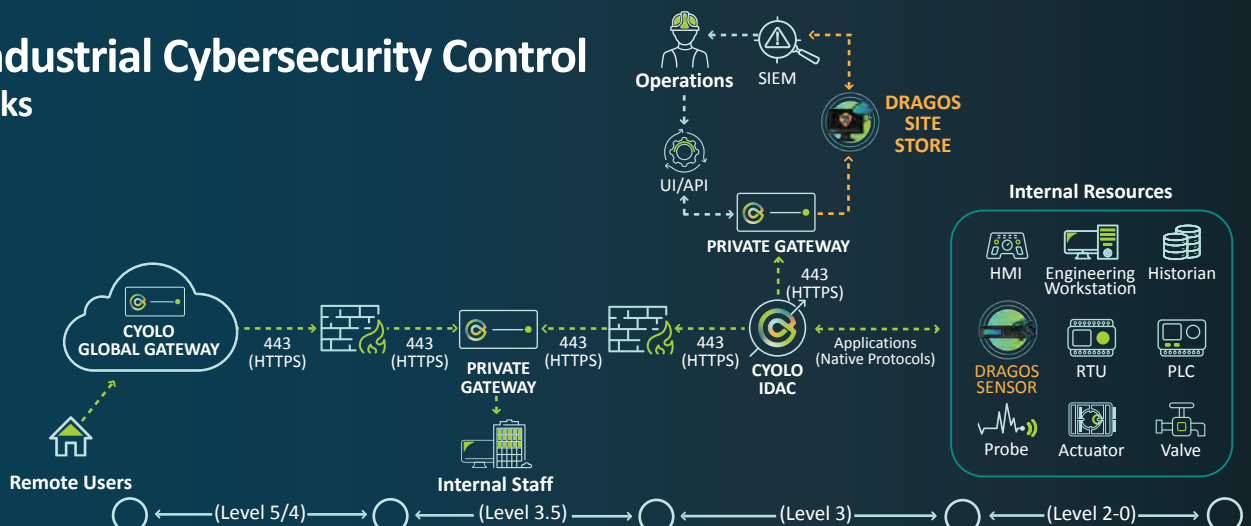 Industrial Cybersecurity Control
Operations
SIEM
DRAGOS
SITE
STORE
UI/API
PRIVATE GATEWAY
443
(HTTPS)
Internal Resources
HMI
Engineering
Workstation
Historian
DRAGOS
SENSOR
RTU
PLC
Probe
Actuator
Valve
CYOLO
GLOBAL GATEWAY
443
(HTTPS)
443
(HTTPS)
PRIVATE
GATEWAY
443
(HTTPS)
443
(HTTPS)
CYOLO
IDAC
Applications
(Native Protocols)
Remote Users
Internal Staff
(Level 5/4)
(Level 3.5)
(Level 3)
(Level 2-0)